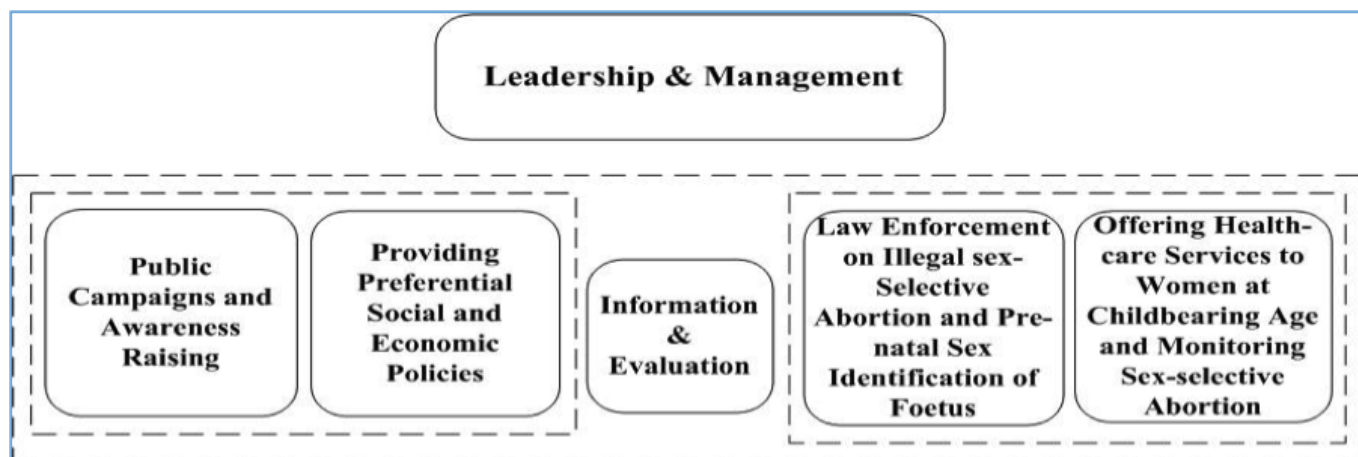 Leadership & Management
Public
Campaigns and
Awareness
Raising
Providing
Preferential
Social and
Economic
Policies
Information
&
Evaluation
Law Enforcement
on Illegal sex-
Selective
Abortion and Pre-
natal Sex
Identification of
Foetus
Offering Health-
care Services to
Women at
Childbearing Age
and Monitoring
Sex-selective
Abortion